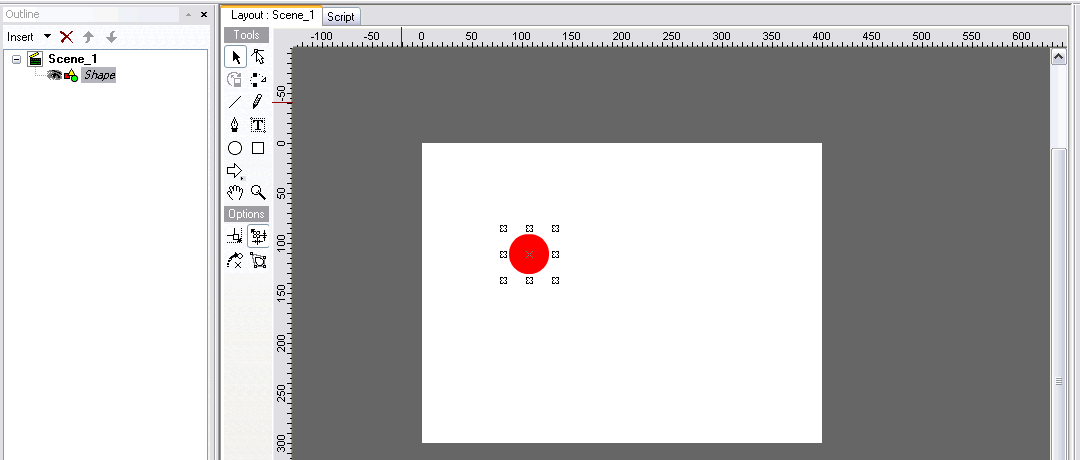 Outline
Insert
Scene_1
Shape
Layout : Scene_1
Script
Tools
-100 -50 0 50 100 150 200 250 300 350 400 450 500 550 600
-50
0
50
100
150
200
250
300
T
Options